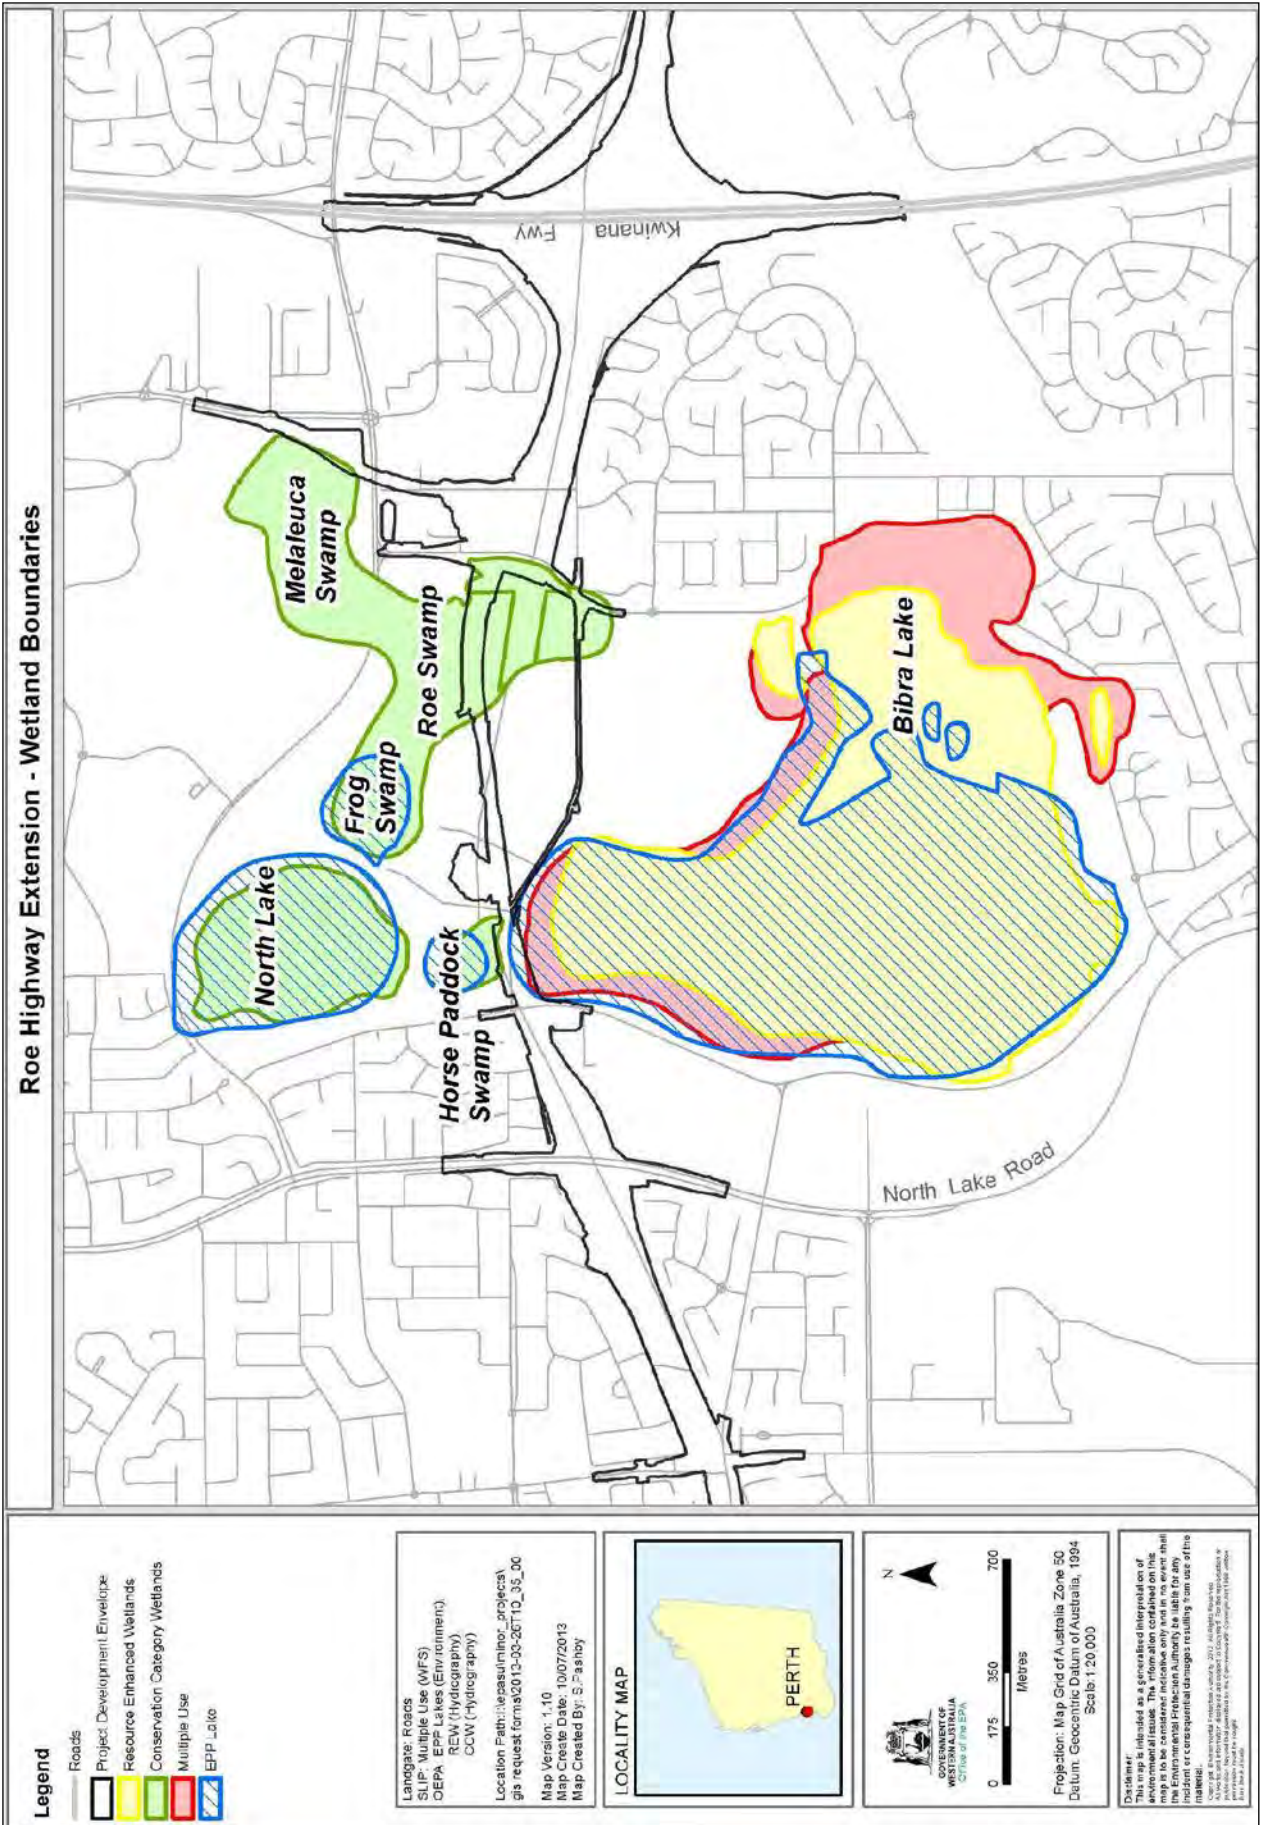 Roe Highway Extension - Wetland Boundaries
Kwinana Fwy
Melaleuca
Swamp
Roe Swamp
Frog
Swamp
North Lake
Horse Paddock
Swamp
Bibra Lake
North Lake Road
Legend
Roads
Project Development Envelope
Resource Enhanced Wetlands
Conservation Category Wetlands
Multiple Use
EPP Lake
Landgate: Roads
SLIP: Multiple Use (WFS)
OEPA EPP Lakes (Environment)
REW (Hydrography)
CCW (Hydrography)
gis request forms\2013-03-26T10_35_00
Map Version: 1.10
Map Create Date: 10/07/2013
Map Created By: S.Pashby
LOCALITY MAP
PERTH
GOVERNMENT OF
WESTERN AUSTRALIA
Office of the EPA
N
0 175 350 700
Metres
Projection: Map Grid of Australia Zone 50
Datum: Geocentric Datum of Australia, 1994
Scale: 1:20,000
Disclaimer:
This map is intended as a generalised interpretation of
environmental issues. The information contained on this
map is to be considered indicative only and in no event shall
the Environmental Protection Authority be liable for any
incident or consequential damages resulting from use of the
material.